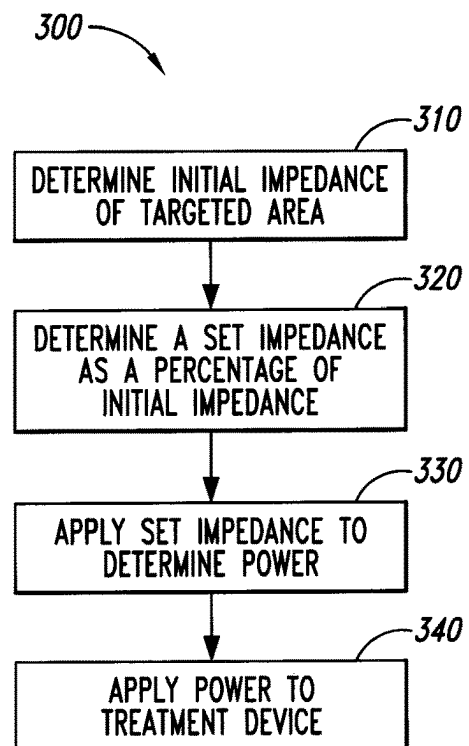 300
310
DETERMINE INITIAL IMPEDANCE
OF TARGETED AREA
320
DETERMINE A SET IMPEDANCE
AS A PERCENTAGE OF
INITIAL IMPEDANCE
330
APPLY SET IMPEDANCE TO
DETERMINE POWER
340
APPLY POWER TO
TREATMENT DEVICE